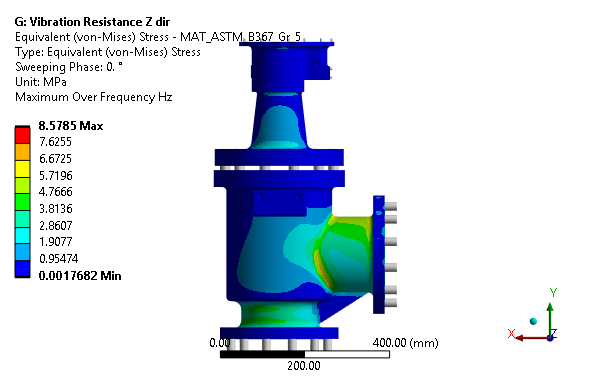 G: Vibration Resistance Z dir
Equivalent (von-Mises) Stress - MAT_ASTM_B367_Gr_5
Type: Equivalent (von-Mises) Stress
Sweeping Phase: 0. °
Unit: MPa
Maximum Over Frequency Hz
8.5785 Max
7.6255
6.6725
5.7196
4.7666
3.8136
2.8607
1.9077
0.95474
0.0017682 Min
0.00
400.00 (mm)
200.00
Y
X
Z